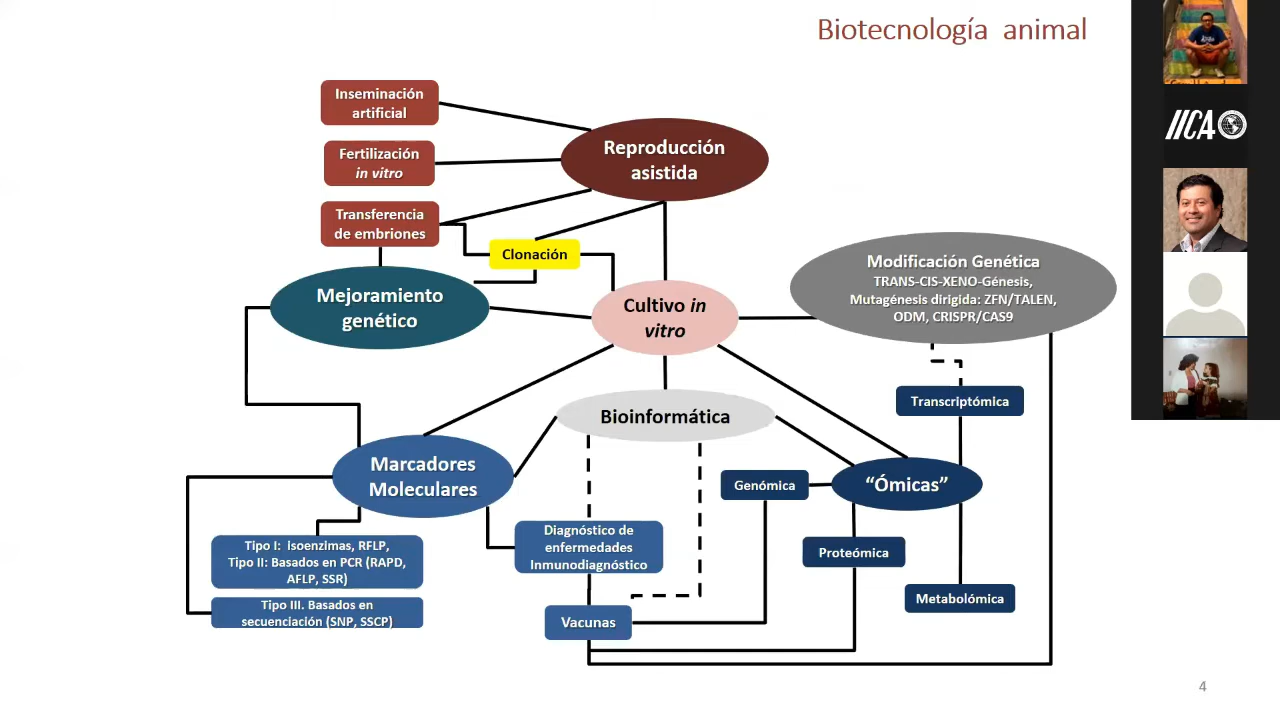 Biotecnología animal
Inseminación
artificial
Fertilización
in vitro
Transferencia
de embriones
Reproducción
asistida
Clonación
Mejoramiento
genético
Cultivo in
vitro
Modificación Genética
TRANS-CIS-XENO-Génesis,
Mutagénesis dirigida: ZFN/TALEN,
ODM, CRISPR/CAS9
Transcriptómica
Bioinformática
Marcadores
Moleculares
Genómica
“Ómicas”
Diagnóstico de
enfermedades
Inmunodiagnóstico
Proteómica
Metabolómica
Tipo I: isoenzimas, RFLP,
Tipo II: Basados en PCR (RAPD,
AFLP, SSR)
Tipo III. Basados en
secuenciación (SNP, SSCP)
Vacunas
4
IICA